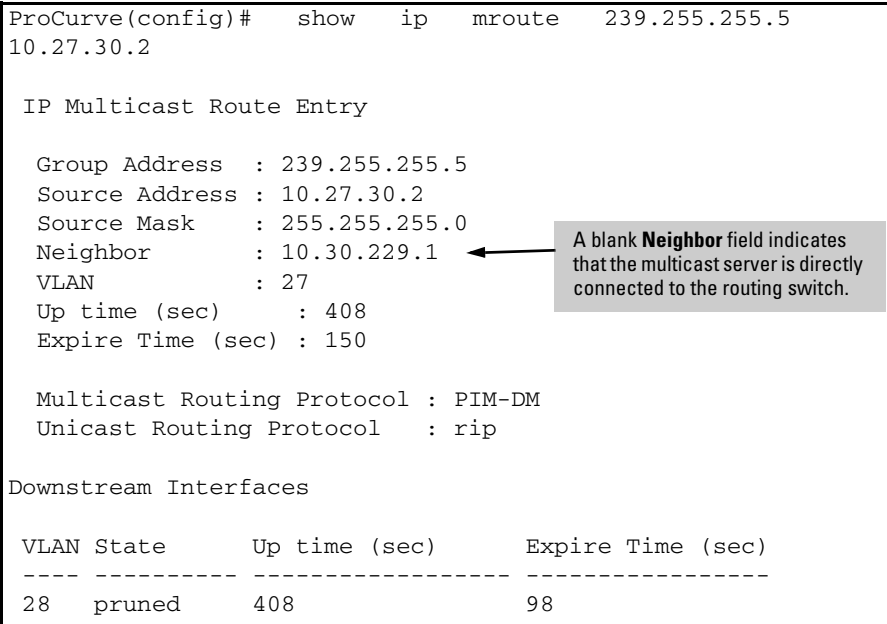 ProCurve(config)# show ip mroute 239.255.255.5
10.27.30.2
IP Multicast Route Entry
Group Address : 239.255.255.5
Source Address : 10.27.30.2
Source Mask : 255.255.255.0
Neighbor : 10.30.229.1
VLAN : 27
Up time (sec) : 408
Expire Time (sec) : 150
A blank Neighbor field indicates
that the multicast server is directly
connected to the routing switch.
Multicast Routing Protocol : PIM-DM
Unicast Routing Protocol : rip
Downstream Interfaces
VLAN State Up time (sec) Expire Time (sec)
---- ---------- ------------------ -----------------
28 pruned 408 98